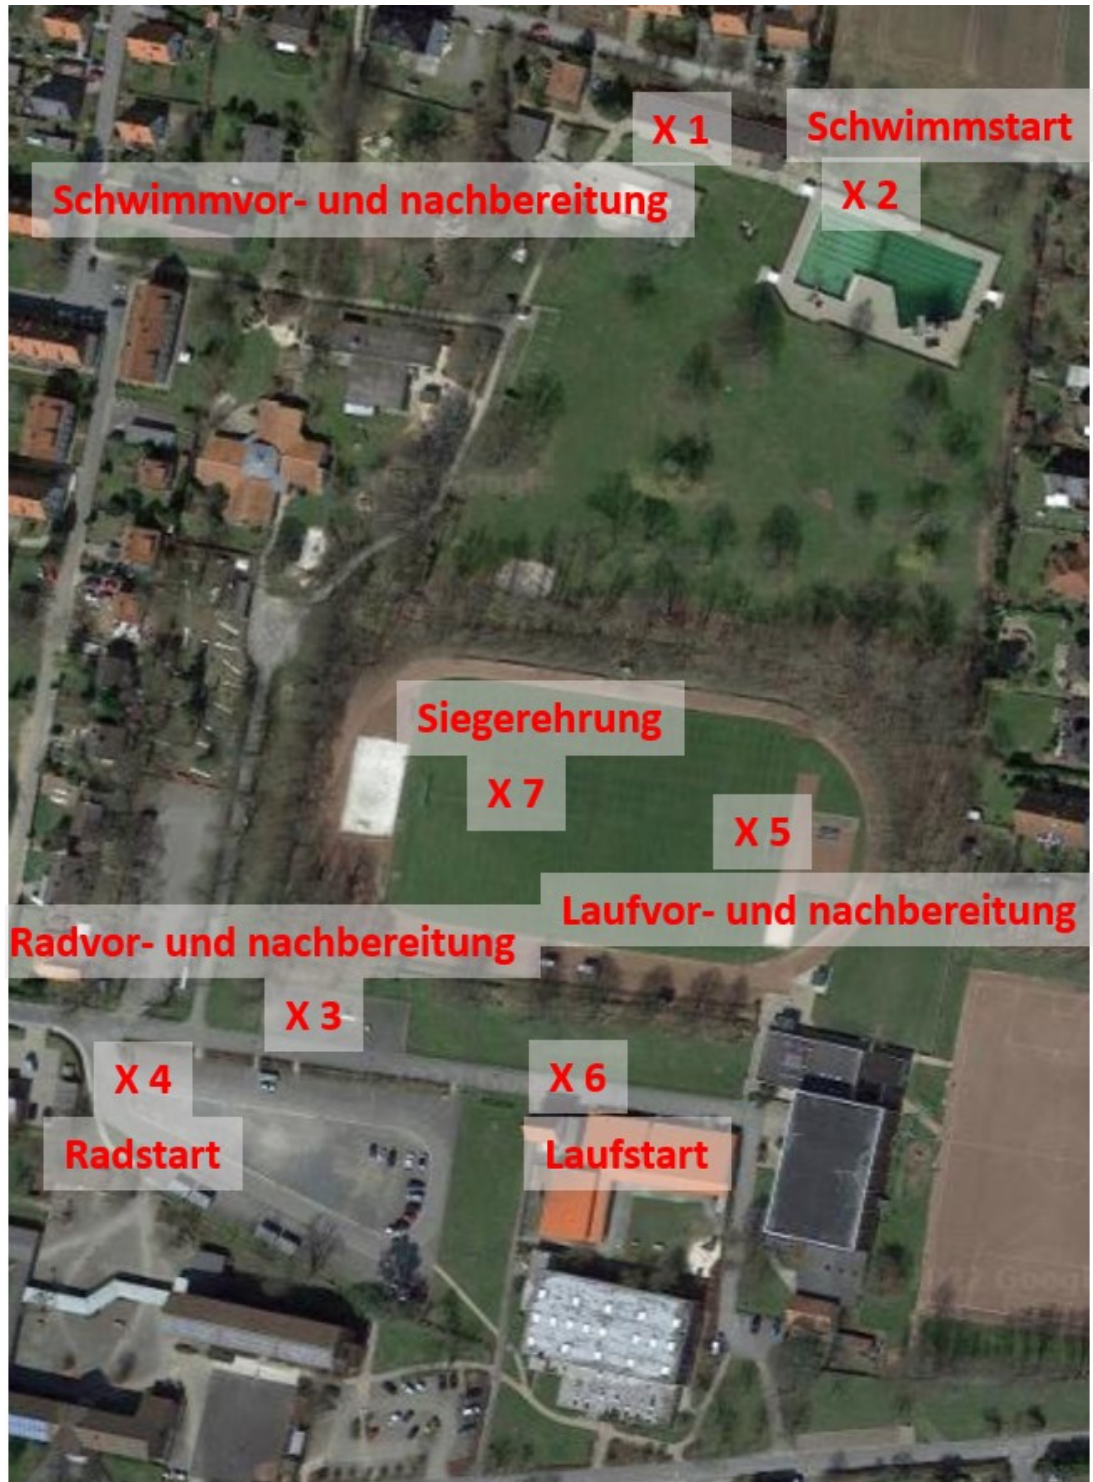 X 1
Schwimmstart
Schwimmvor- und nachbereitung
X 2
Siegerehrung
X 7
X 5
Laufvor- und nachbereitung
Radvor- und nachbereitung
X 3
X 4
X 6
Radstart
Laufstart